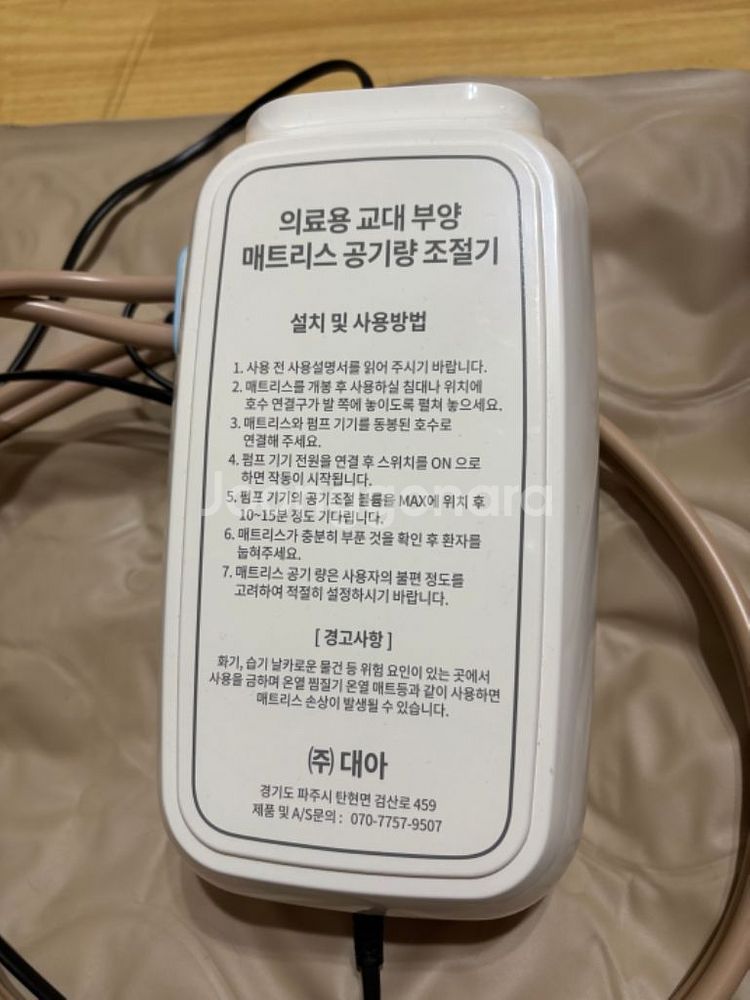 의료용 교대 부양
매트리스 공기량 조절기
설치 및 사용방법
1. 사용 전 사용설명서를 읽어 주시기 바랍니다.
2. 매트리스를 개봉 후 사용하실 침대나 위치에
호수 연결구가 발 쪽에 놓이도록 펼쳐 놓으세요.
3. 매트리스와 펌프 기기를 동봉된 호수로
연결해 주세요.
4. 펌프 기기 전원을 연결 후 스위치를 ON 으로
하면 작동이 시작됩니다.
5. 펌프 기기의 공기조절 볼륨을 MAX에 위치 후
10~15분 정도 기다립니다.
Joonggonara
6. 매트리스가 충분히 부푼 것을 확인 후 환자를
눕혀주세요.
7. 매트리스 공기 량은 사용자의 불편 정도를
고려하여 적절히 설정하시기 바랍니다.
[ 경고사항 ]
화기, 습기 날카로운 물건 등 위험 요인이 있는 곳에서
사용을 금하며 온열 찜질기 온열 매트등과 같이 사용하면
매트리스 손상이 발생될 수 있습니다.
㈜ 대아
경기도 파주시 탄현면 검산로 459
제품 및 A/S문의 : 070-7757-9507